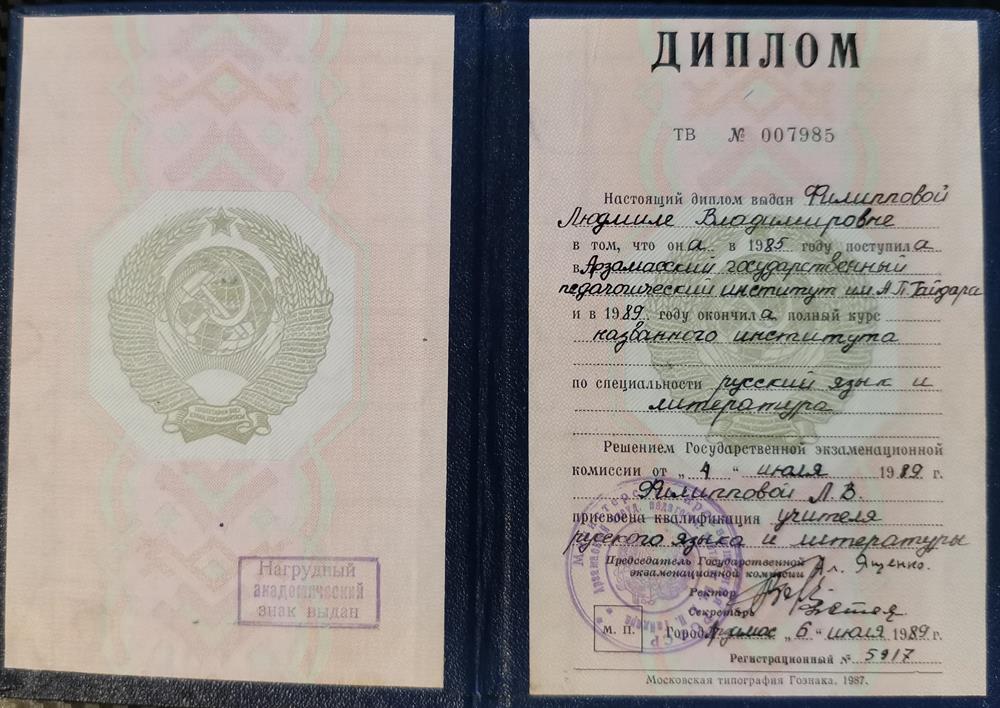 Нагрудный
академический
знак выдан
ДИПЛОМ
ТВ № 007985
Настоящий диплом выдан Филипповой
Людмиле Владимировне
в том, что она в 1985 году поступила
в Арзамасский государственный
педагогический институт им. А.П. Гайдара
и в 1989 году окончила полный курс
названного института
по специальности русский язык и
литература
Решением Государственной экзаменационной
комиссии от „ 4 “ июля 1989 г.
Филипповой Л. В.
присвоена квалификация учителя
русского языка и литературы
Председатель Государственной
экзаменационной комиссии Ященко.
Ректор
Секретарь
М. П. Город Арзамас „ 6 “ июля 1989 г.
Регистрационный № 5917
Московская типография Гознака. 1987.